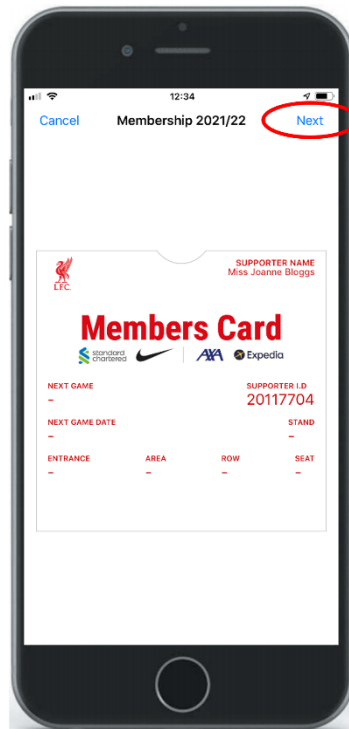 12:34
Cancel Membership 2021/22 Next
L.F.C.
SUPPORTER NAME
Miss Joanne Bloggs
Members Card
standard chartered AXA Expedia
NEXT GAME SUPPORTER I.D
– 20117704
NEXT GAME DATE STAND
– –
ENTRANCE AREA ROW SEAT
– – – –